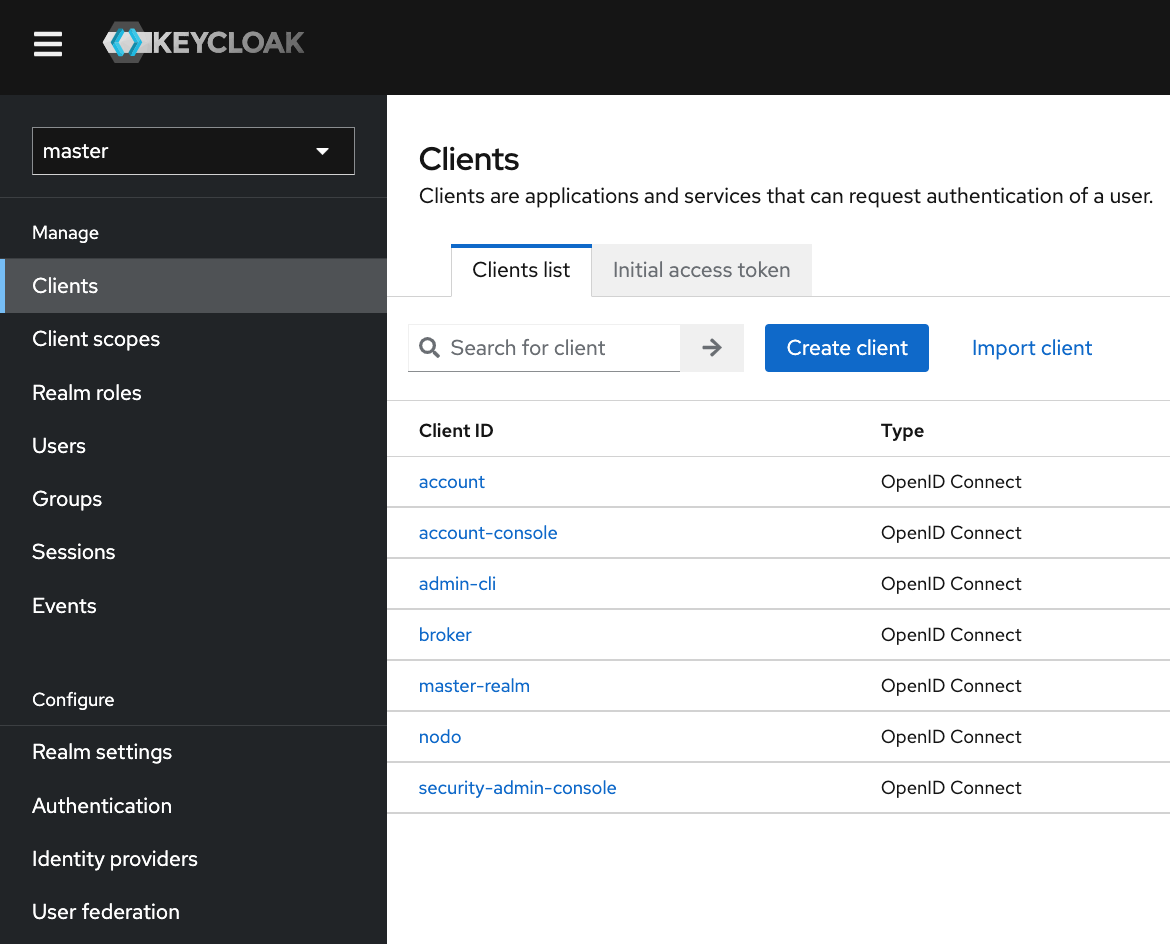 KEYCLOAK
master
Manage
Clients
Client scopes
Realm roles
Users
Groups
Sessions
Events
Configure
Realm settings
Authentication
Identity providers
User federation
Clients
Clients are applications and services that can request authentication of a user.
Clients list Initial access token
Search for client Create client Import client
Client ID Type
account OpenID Connect
account-console OpenID Connect
admin-cli OpenID Connect
broker OpenID Connect
master-realm OpenID Connect
nodo OpenID Connect
security-admin-console OpenID Connect